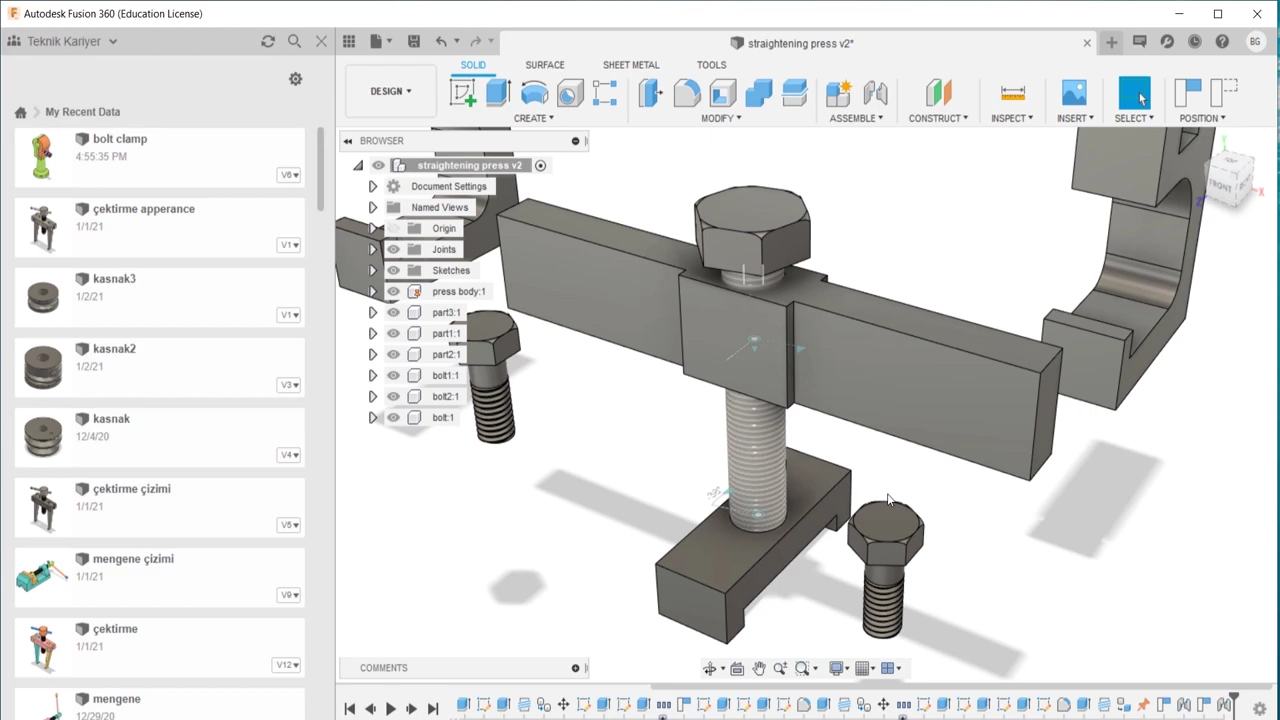 Autodesk Fusion 360 (Education License)
Teknik Kariyer
straightening press v2*
BG
My Recent Data
bolt clamp
4:55:35 PM
V6
çektirme apperance
1/1/21
V1
kasnak3
1/2/21
V1
kasnak2
1/2/21
V3
kasnak
12/4/20
V4
çektirme çizimi
1/1/21
V5
mengene çizimi
1/1/21
V9
çektirme
1/1/21
V12
mengene
12/29/20
SOLID SURFACE SHEET METAL TOOLS
DESIGN
CREATE MODIFY ASSEMBLE CONSTRUCT INSPECT INSERT SELECT POSITION
BROWSER
straightening press v2
Document Settings
Named Views
Origin
Joints
Sketches
press body:1
part3:1
part1:1
part2:1
bolt1:1
bolt2:1
bolt:1
Y
FRONT
X
Z
COMMENTS